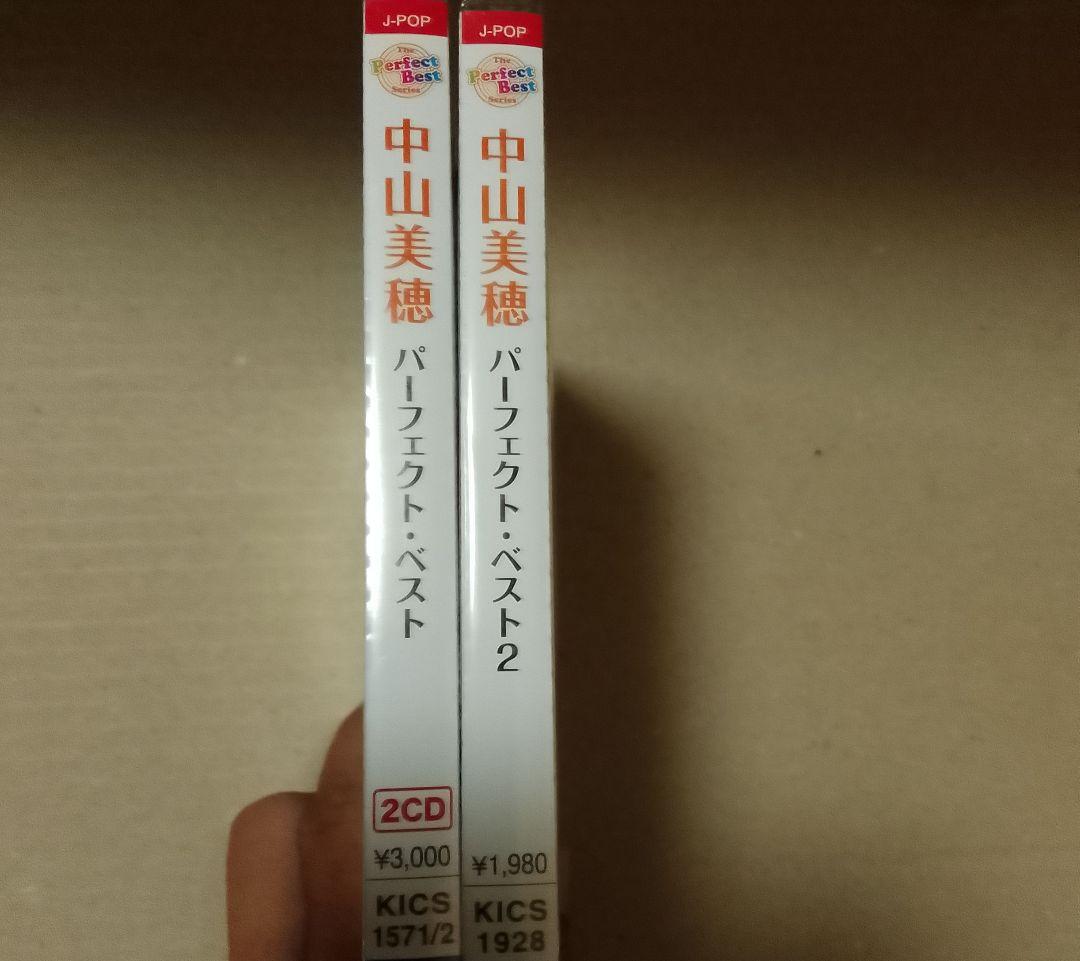 J-POP
The
Perfect
Best
Series
中山美穂
パーフェクト・ベスト
2CD
¥3,000
KICS
1571/2
J-POP
The
Perfect
Best
Series
中山美穂
パーフェクト・ベスト2
¥1,980
KICS
1928